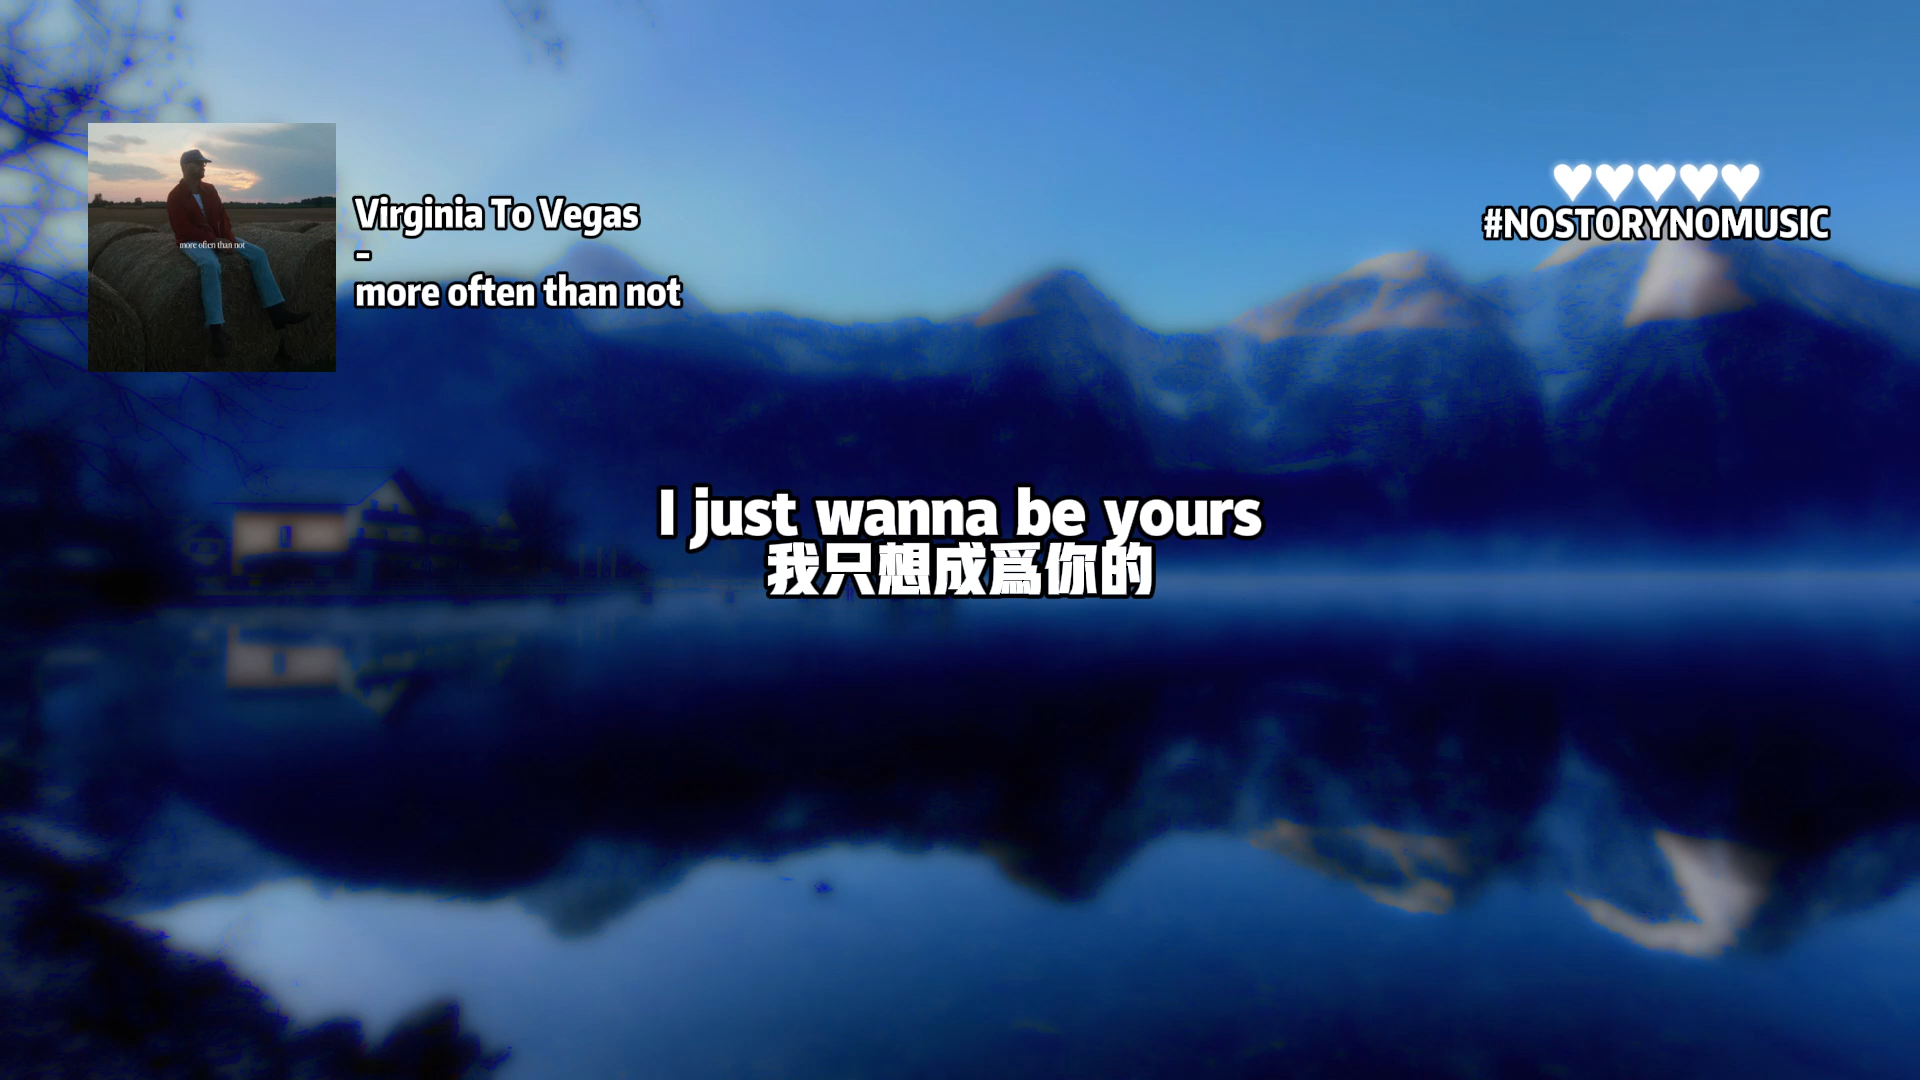 more often than not
Virginia To Vegas
-
more often than not
♥♥♥♥♥
#NOSTORYNOMUSIC
I just wanna be yours
我只想成爲你的